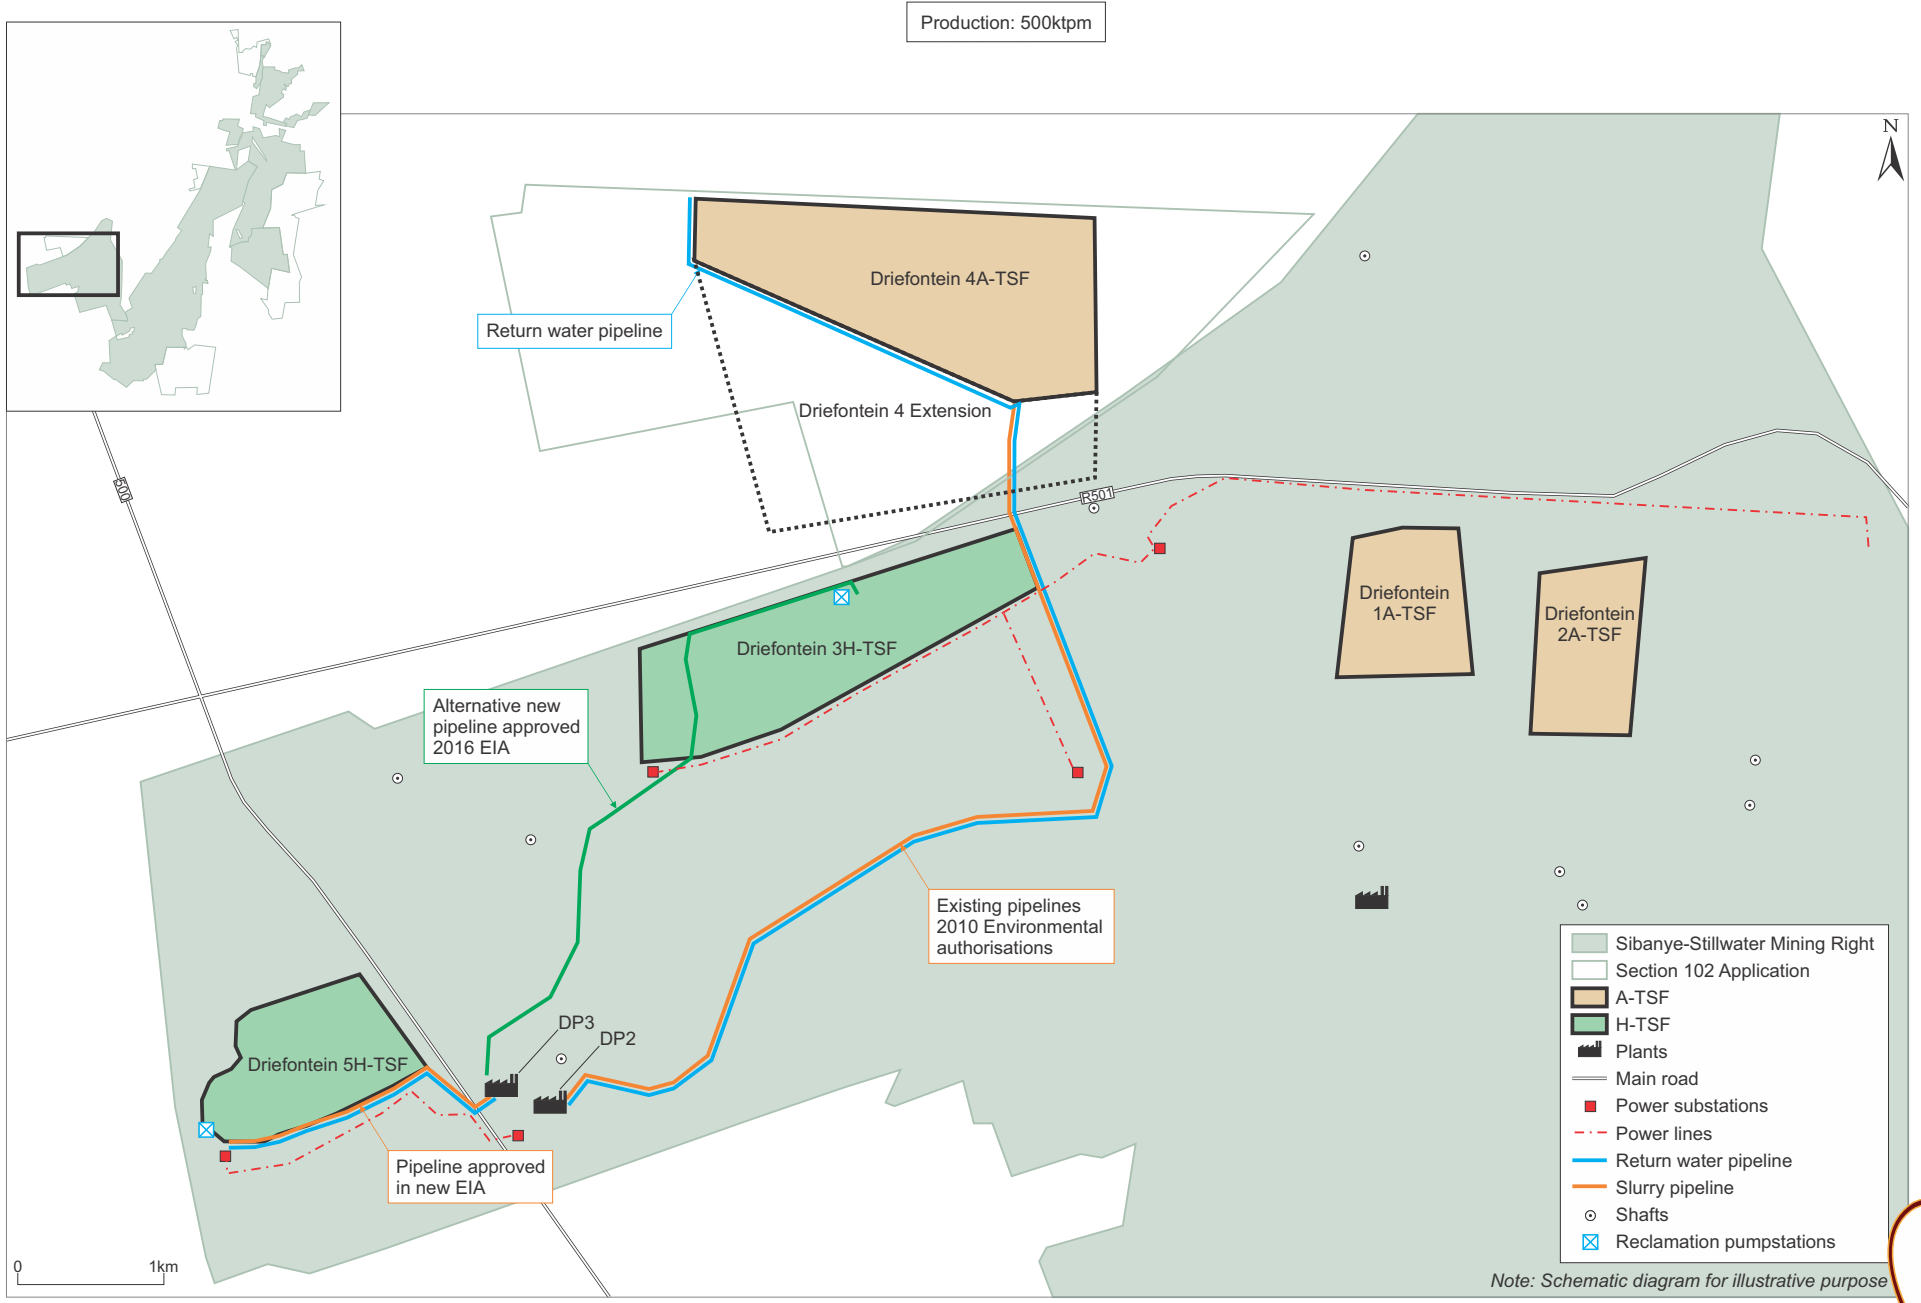 Production: 500ktpm
N
Driefontein 4A-TSF
Return water pipeline
Driefontein 4 Extension
500
R501
Driefontein
1A-TSF
Driefontein
2A-TSF
Driefontein 3H-TSF
Alternative new
pipeline approved
2016 EIA
Existing pipelines
2010 Environmental
authorisations
DP3
DP2
Driefontein 5H-TSF
Pipeline approved
in new EIA
Sibanye-Stillwater Mining Right
Section 102 Application
A-TSF
H-TSF
Plants
Main road
Power substations
Power lines
Return water pipeline
Slurry pipeline
Shafts
Reclamation pumpstations
0 1km
Note: Schematic diagram for illustrative purpose